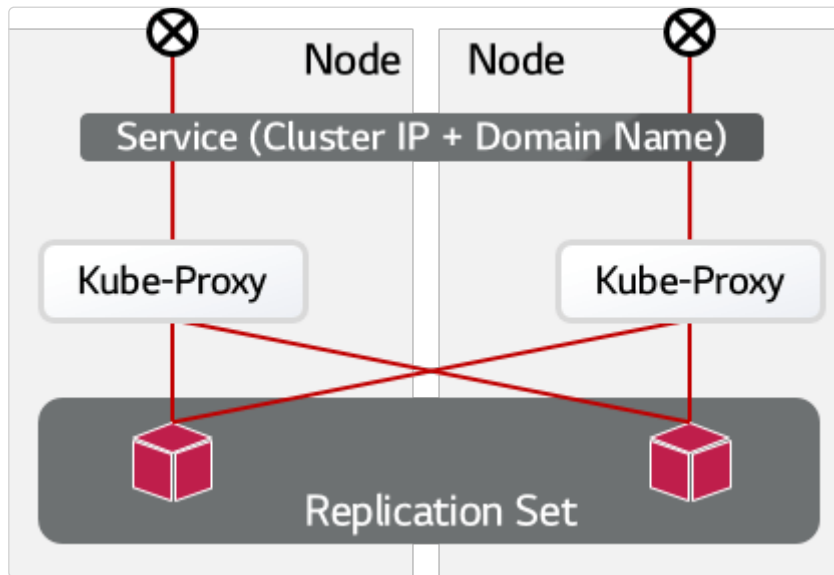 Node
Node
Service (Cluster IP + Domain Name)
Kube-Proxy
Kube-Proxy
Replication Set